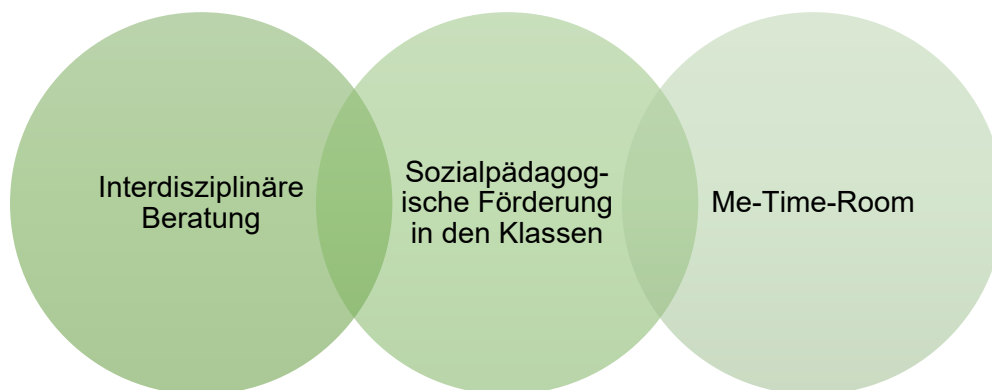 Interdisziplinäre
Beratung
Sozialpädagog-
ische Förderung
in den Klassen
Me-Time-Room